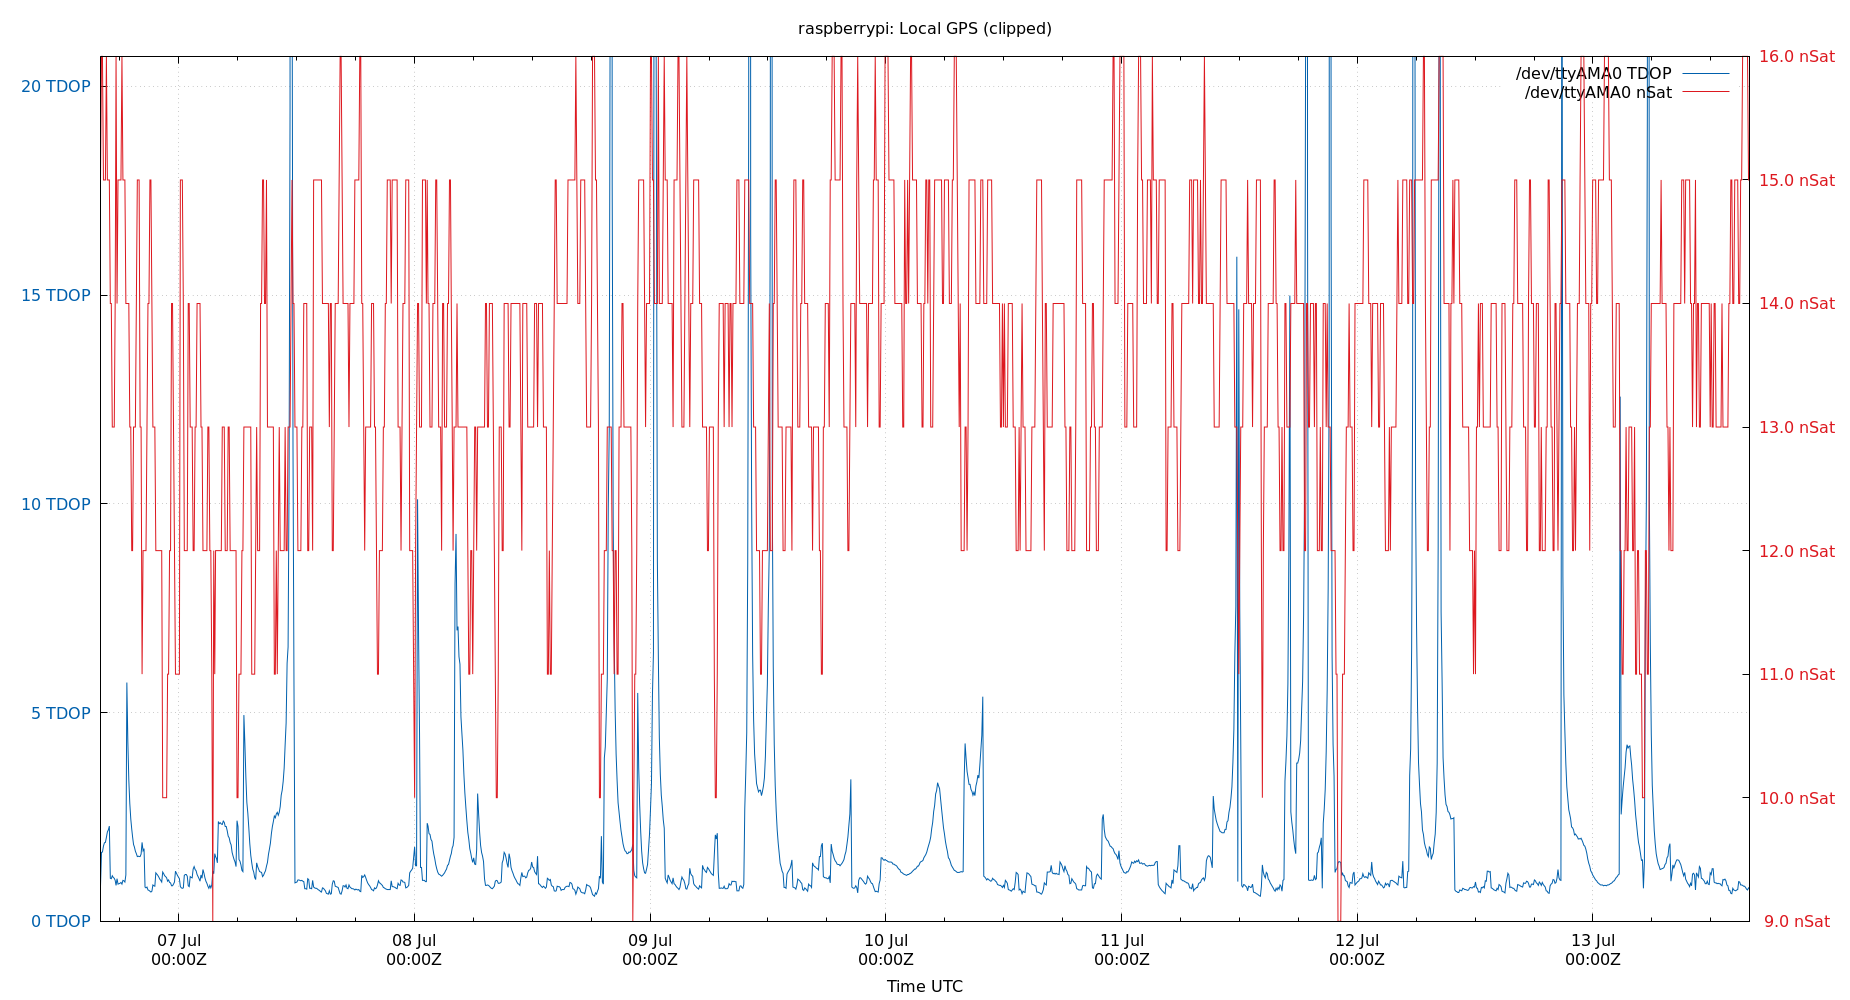 raspberrypi: Local GPS (clipped)
/dev/ttyAMA0 TDOP
/dev/ttyAMA0 nSat
20 TDOP
15 TDOP
10 TDOP
5 TDOP
0 TDOP
16.0 nSat
15.0 nSat
14.0 nSat
13.0 nSat
12.0 nSat
11.0 nSat
10.0 nSat
9.0 nSat
07 Jul
00:00Z
08 Jul
00:00Z
09 Jul
00:00Z
10 Jul
00:00Z
11 Jul
00:00Z
12 Jul
00:00Z
13 Jul
00:00Z
Time UTC